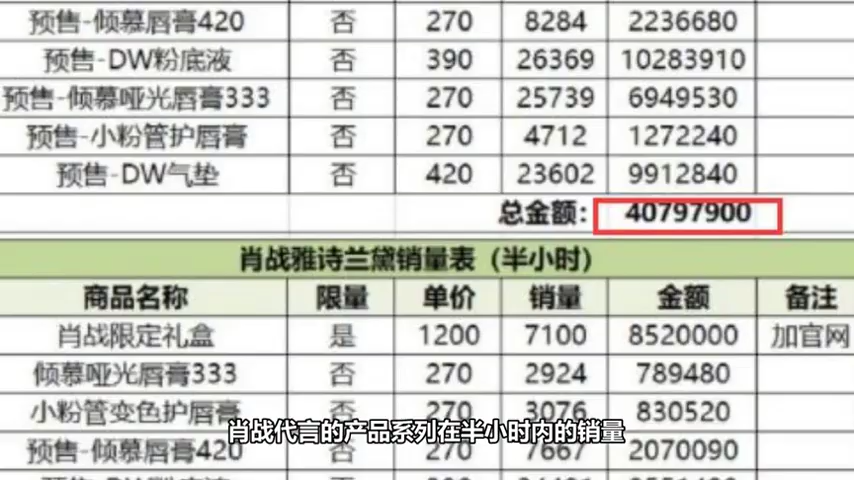 预售-倾慕唇膏420 否 270 8284 2236680
预售-DW粉底液 否 390 26369 10283910
预售-倾慕哑光唇膏333 否 270 25739 6949530
预售-小粉管护唇膏 否 270 4712 1272240
预售-DW气垫 否 420 23602 9912840
总金额: 40797900
肖战雅诗兰黛销量表（半小时）
商品名称 限量 单价 销量 金额 备注
肖战限定礼盒 是 1200 7100 8520000 加官网
倾慕哑光唇膏333 否 270 2924 789480
小粉管变色护唇膏 否 270 3076 830520
肖战代言的产品系列在半小时内的销量
预售-倾慕唇膏420 否 270 7667 2070090